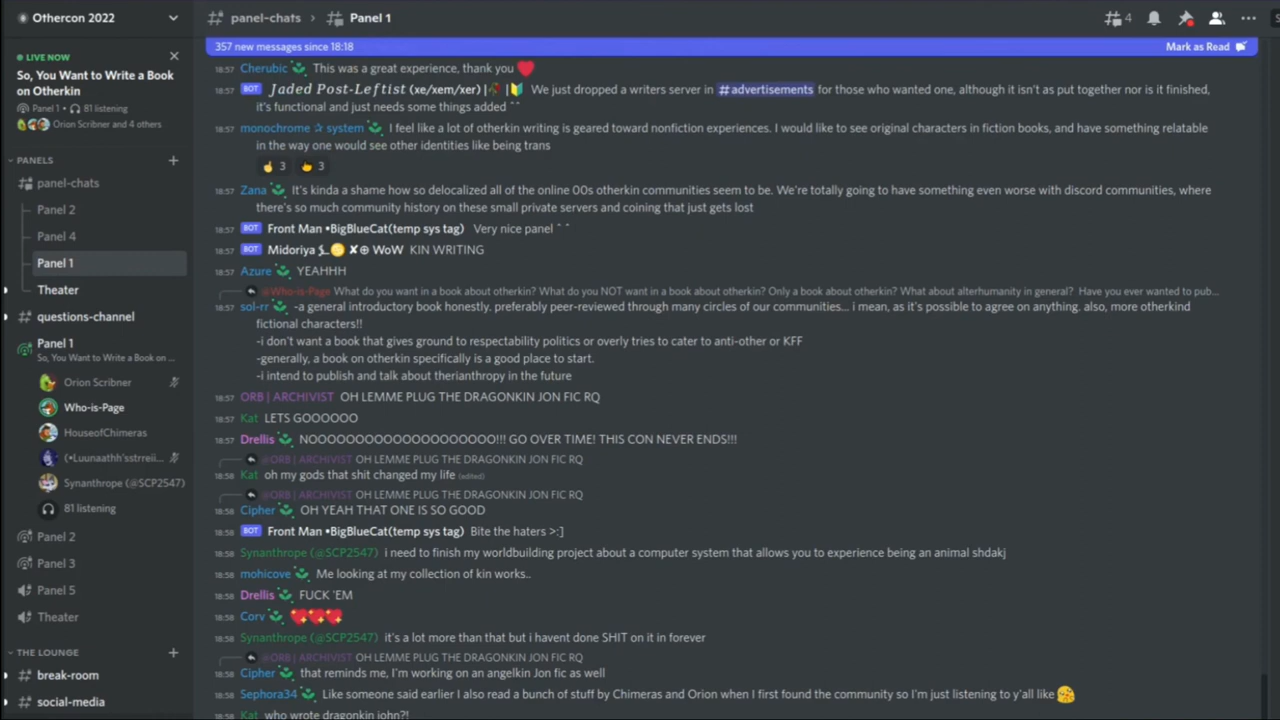 Othercon 2022
LIVE NOW
So, You Want to Write a Book
on Otherkin
Panel 1
81 listening
Orion Scribner and 4 others
PANELS
panel-chats
Panel 2
Panel 4
Panel 1
Theater
questions-channel
Panel 1
So, You Want to Write a Book on ...
Orion Scribner
Who-is-Page
HouseofChimeras
(•Luunaathh'sstrreii...
Synanthrope (@SCP2547)
81 listening
Panel 2
Panel 3
Panel 5
Theater
THE LOUNGE
break-room
social-media
panel-chats > Panel 1
4
357 new messages since 18:18
Mark as Read
18:57 Cherubic This was a great experience, thank you
18:57 BOT Jaded Post-Leftist (xe/xem/xer) | | We just dropped a writers server in #advertisements for those who wanted one, although it isn't as put together nor is it finished,
it's functional and just needs some things added ^^
18:57 monochrome ✰ system I feel like a lot of otherkin writing is geared toward nonfiction experiences. I would like to see original characters in fiction books, and have something relatable
in the way one would see other identities like being trans
3 3
18:57 Zana It's kinda a shame how so delocalized all of the online 00s otherkin communities seem to be. We're totally going to have something even worse with discord communities, where
there's so much community history on these small private servers and coining that just gets lost
18:57 BOT Front Man •BigBlueCat(temp sys tag) Very nice panel ^^
18:57 BOT Midoriya WoW KIN WRITING
18:57 Azure YEAHHH
@Who-is-Page What do you want in a book about otherkin? What do you NOT want in a book about otherkin? Only a book about otherkin? What about alterhumanity in general? Have you ever wanted to pub...
18:57 sol-rr -a general introductory book honestly. preferably peer-reviewed through many circles of our communities... i mean, as it's possible to agree on anything. also, more otherkind
fictional characters!!
-i don't want a book that gives ground to respectability politics or overly tries to cater to anti-other or KFF
-generally, a book on otherkin specifically is a good place to start.
-i intend to publish and talk about therianthropy in the future
18:57 ORB | ARCHIVIST OH LEMME PLUG THE DRAGONKIN JON FIC RQ
18:57 Kat LETS GOOOOOO
18:57 Drellis NOOOOOOOOOOOOOOOOOOO!!! GO OVER TIME! THIS CON NEVER ENDS!!!
@ORB | ARCHIVIST OH LEMME PLUG THE DRAGONKIN JON FIC RQ
18:58 Kat oh my gods that shit changed my life (edited)
@ORB | ARCHIVIST OH LEMME PLUG THE DRAGONKIN JON FIC RQ
18:58 Cipher OH YEAH THAT ONE IS SO GOOD
18:58 BOT Front Man •BigBlueCat(temp sys tag) Bite the haters >:]
18:58 Synanthrope (@SCP2547) i need to finish my worldbuilding project about a computer system that allows you to experience being an animal shdakj
18:58 mohicove Me looking at my collection of kin works..
18:58 Drellis FUCK 'EM
18:58 Corv
18:58 Synanthrope (@SCP2547) it's a lot more than that but i havent done SHIT on it in forever
@ORB | ARCHIVIST OH LEMME PLUG THE DRAGONKIN JON FIC RQ
18:58 Cipher that reminds me, I'm working on an angelkin Jon fic as well
18:58 Sephora34 Like someone said earlier I also read a bunch of stuff by Chimeras and Orion when I first found the community so I'm just listening to y'all like
18:58 Kat who wrote dragonkin john?!